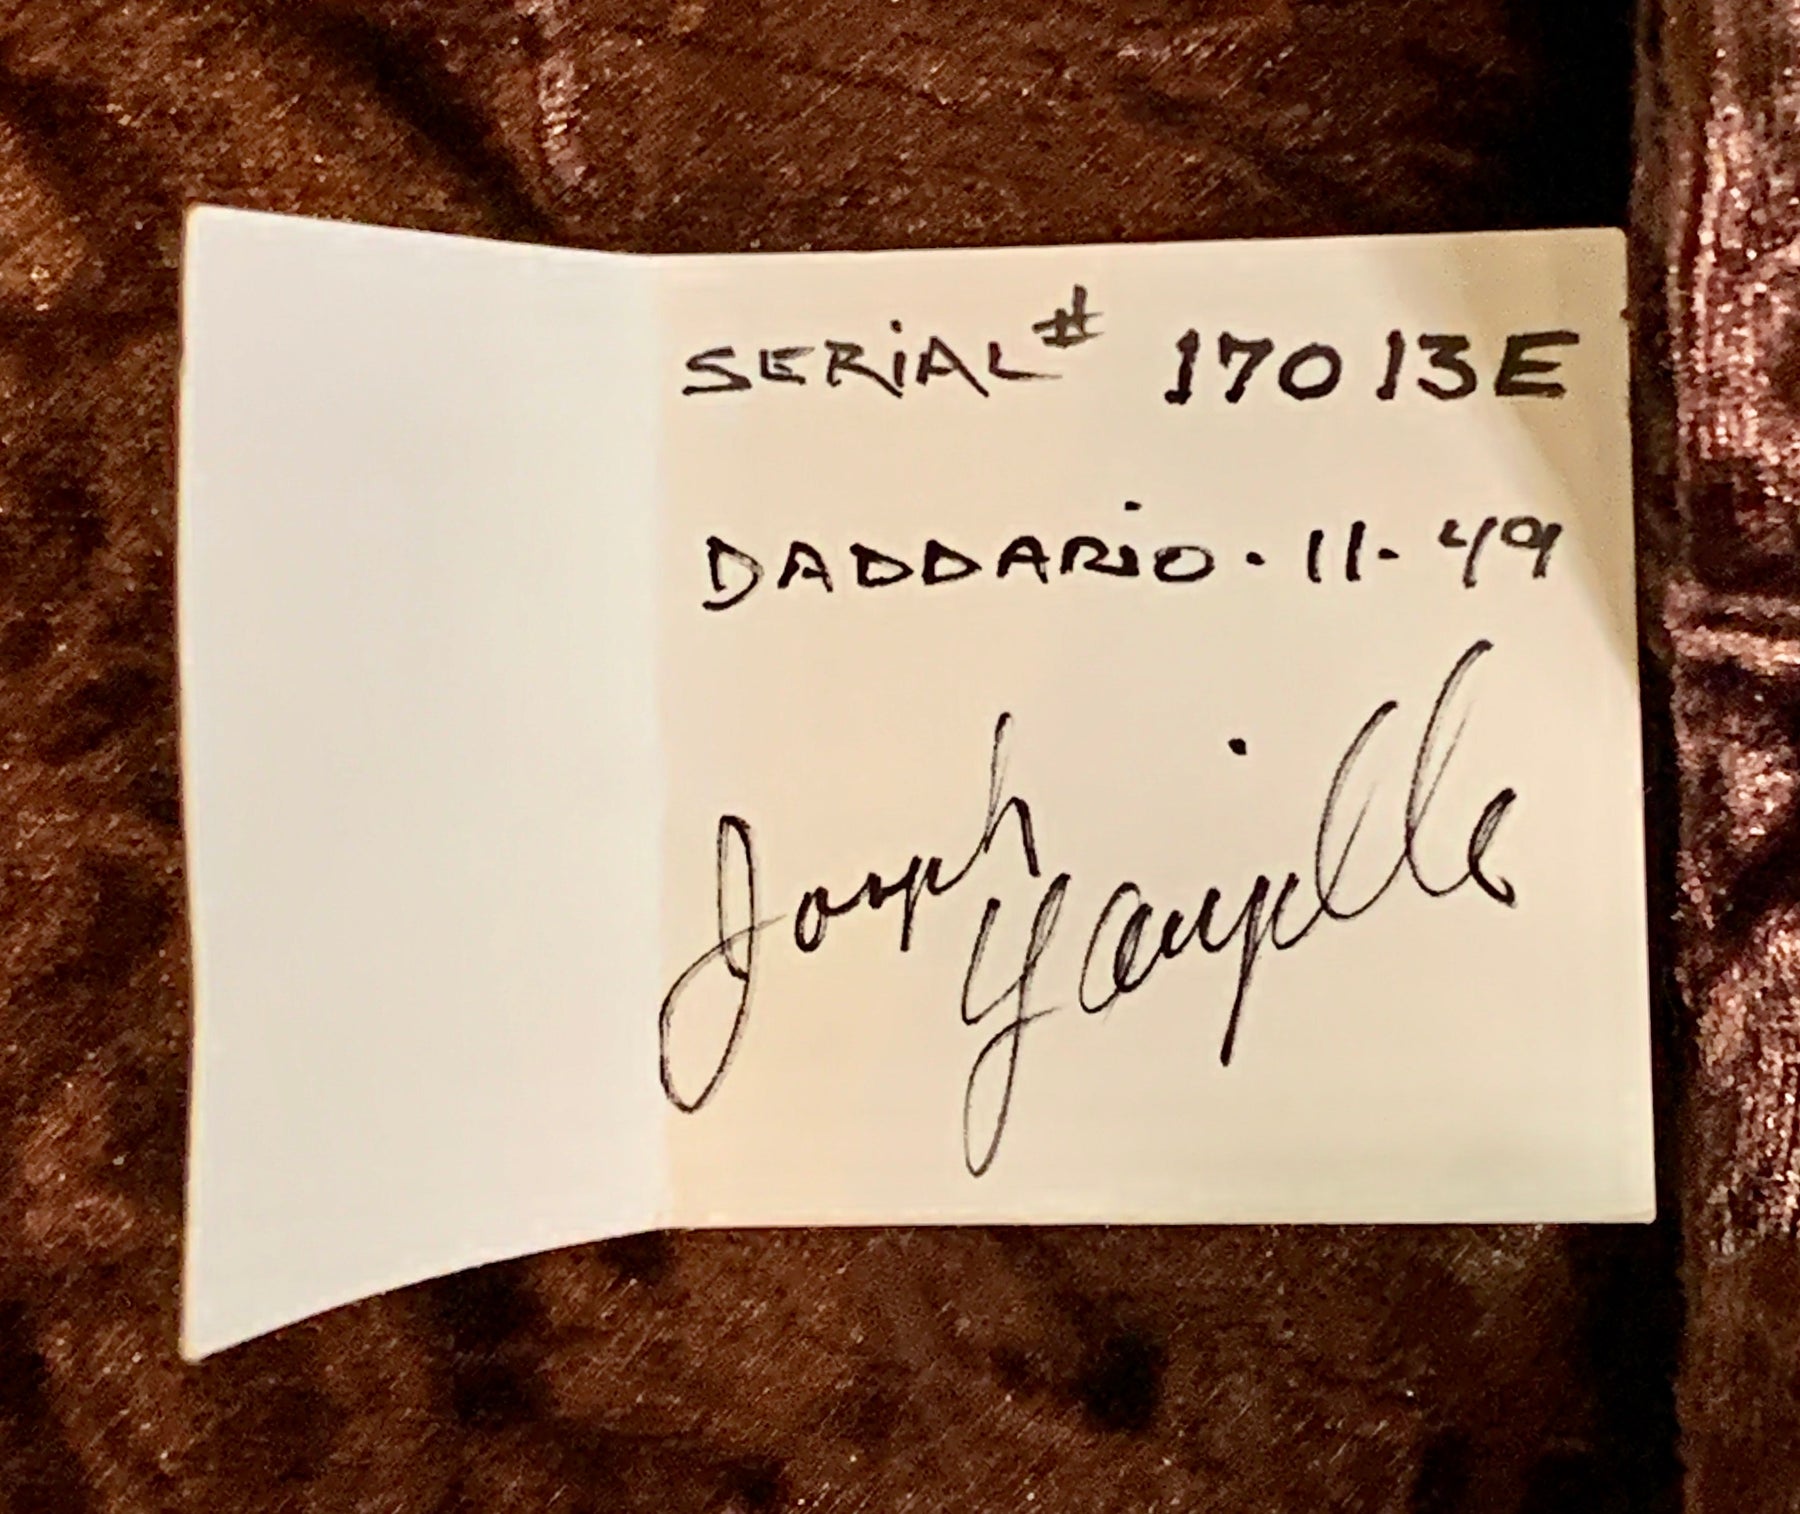 SERiAL # 17013E
DADDARiO · 11 - 49
Joseph